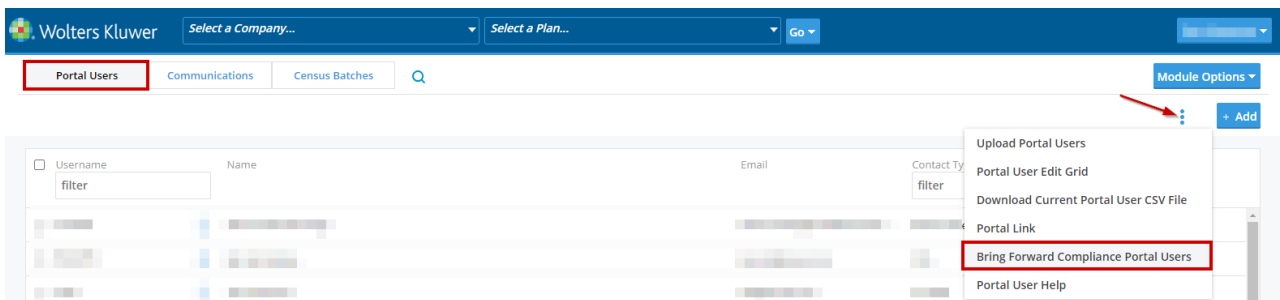 Wolters Kluwer
Select a Company...
Select a Plan...
Go
Portal Users
Communications
Census Batches
Module Options
+ Add
Upload Portal Users
Portal User Edit Grid
Download Current Portal User CSV File
Portal Link
Bring Forward Compliance Portal Users
Portal User Help
Username
Name
Email
Contact Ty
filter
filter